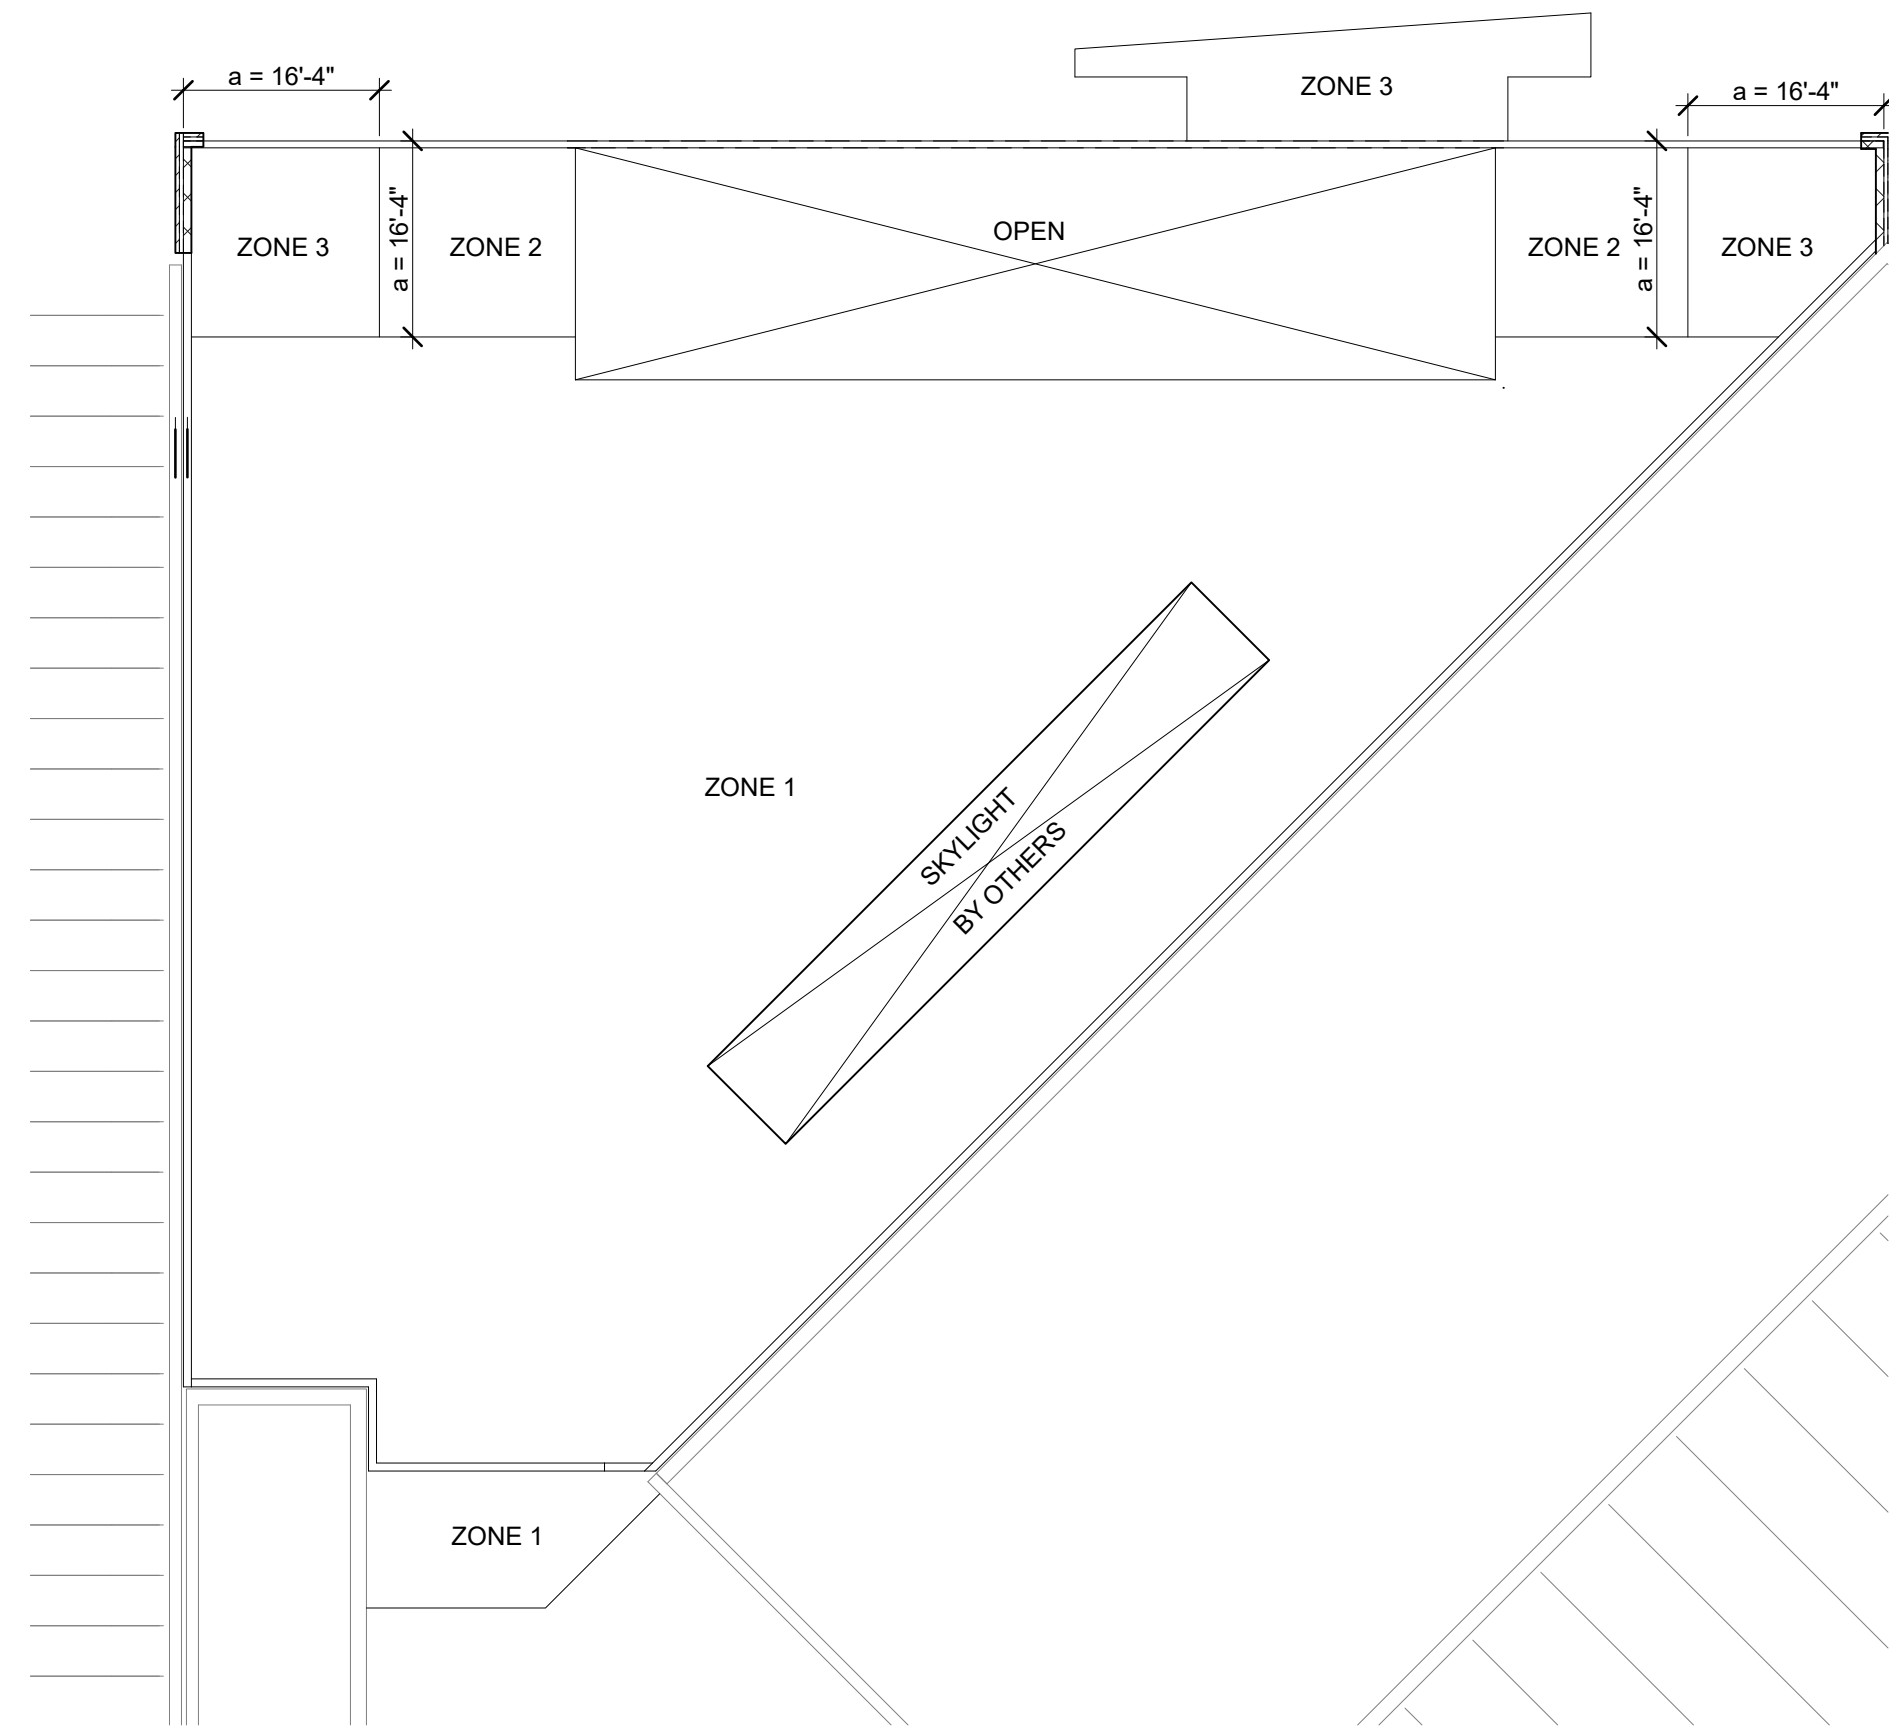 ZONE 3
a = 16'-4"
a = 16'-4"
ZONE 3
a = 16'-4"
ZONE 2
OPEN
ZONE 2
a = 16'-4"
ZONE 3
ZONE 1
SKYLIGHT
BY OTHERS
ZONE 1